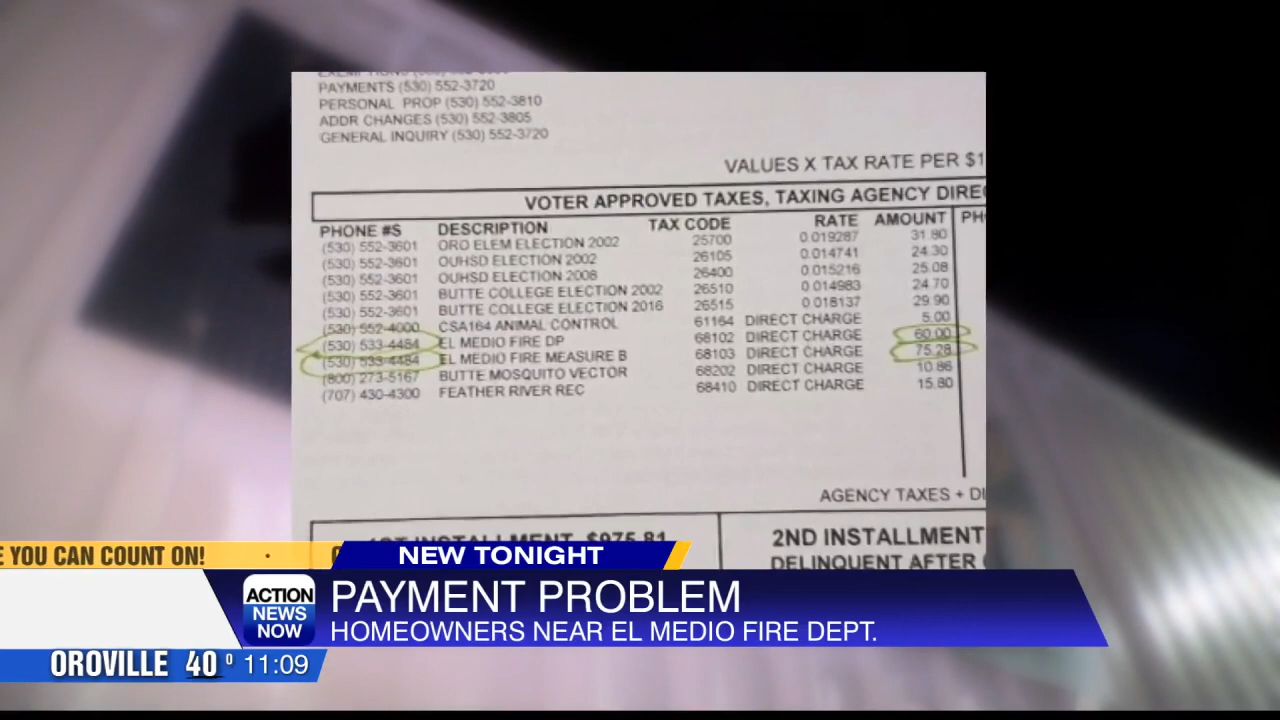 PAYMENTS (530) 552-3720
PERSONAL PROP (530) 552-3810
ADDR CHANGES (530) 552-3805
GENERAL INQUIRY (530) 552-3720
VALUES X TAX RATE PER $1
VOTER APPROVED TAXES, TAXING AGENCY DIREC
PHONE #S DESCRIPTION TAX CODE RATE AMOUNT PH
(530) 552-3601 ORO ELEM ELECTION 2002 25700 0.019287 31.80
(530) 552-3601 OUHSD ELECTION 2002 26105 0.014741 24.30
(530) 552-3601 OUHSD ELECTION 2008 26400 0.015216 25.08
(530) 552-3601 BUTTE COLLEGE ELECTION 2002 26510 0.014983 24.70
(530) 552-3601 BUTTE COLLEGE ELECTION 2016 26515 0.018137 29.90
(530) 552-4000 CSA164 ANIMAL CONTROL 61164 DIRECT CHARGE 5.00
(530) 533-4484 EL MEDIO FIRE DP 68102 DIRECT CHARGE 60.00
(530) 533-4484 EL MEDIO FIRE MEASURE B 68103 DIRECT CHARGE 75.28
(800) 273-5167 BUTTE MOSQUITO VECTOR 68202 DIRECT CHARGE 10.86
(707) 430-4300 FEATHER RIVER REC 68410 DIRECT CHARGE 15.80
AGENCY TAXES + DI
1ST INSTALLMENT $975.81
2ND INSTALLMENT
DELINQUENT AFTER
E YOU CAN COUNT ON! ·
NEW TONIGHT
ACTION
NEWS
NOW
PAYMENT PROBLEM
HOMEOWNERS NEAR EL MEDIO FIRE DEPT.
OROVILLE 40° 11:09